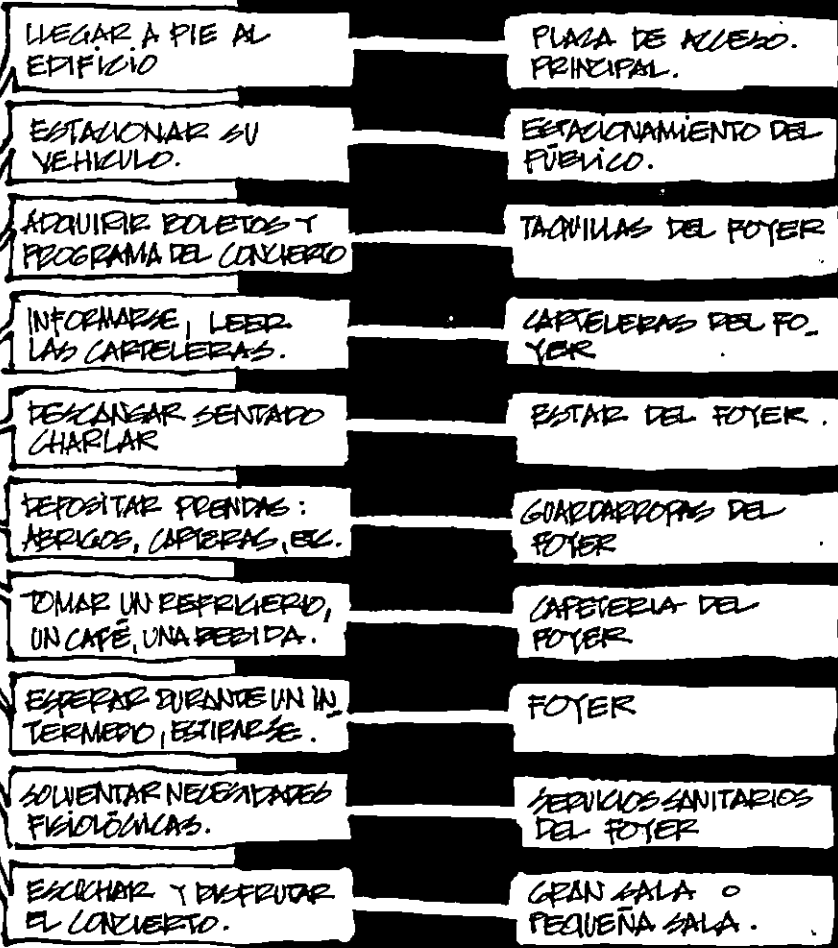 LLEGAR A PIE AL
EDIFICIO
PLAZA DE ACCESO.
PRINCIPAL.
ESTACIONAR SU
VEHICULO.
ESTACIONAMIENTO DEL
PÚBLICO.
ADQUIRIR BOLETOS Y
PROGRAMA DEL CONCIERTO
TAQUILLAS DEL FOYER
INFORMARSE, LEER
LAS CARTELERAS.
CARTELERAS DEL FO_
YER
DESCANSAR SENTADO
CHARLAR
ESTAR DEL FOYER.
DEPOSITAR PRENDAS:
ABRIGOS, CARTERAS, ETC.
GUARDARROPAS DEL
FOYER
TOMAR UN REFRIGERIO,
UN CAFÉ, UNA BEBIDA.
CAFETERIA DEL
FOYER
ESPERAR DURANTE UN IN_
TERMEDIO, ESTIRARSE.
FOYER
SOLVENTAR NECESIDADES
FISIOLÓGICAS.
SERVICIOS SANITARIOS
DEL FOYER
ESCUCHAR Y DISFRUTAR
EL CONCIERTO.
GRAN SALA O
PEQUEÑA SALA.